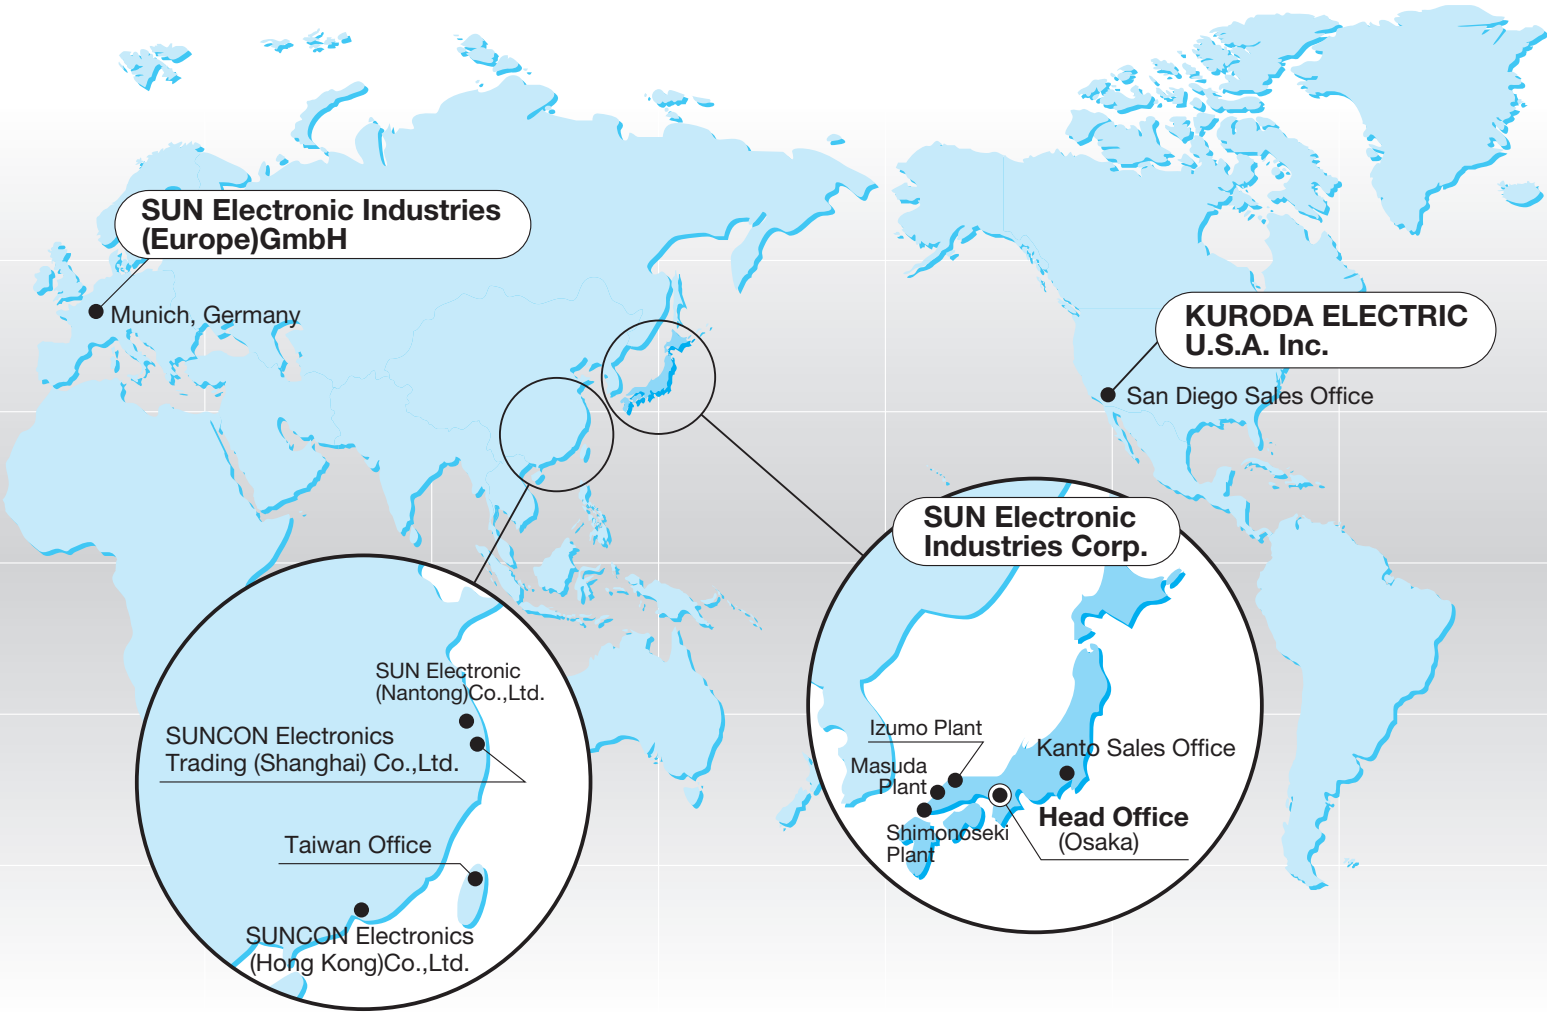 SUN Electronic Industries
(Europe)GmbH
Munich, Germany
KURODA ELECTRIC
U.S.A. Inc.
San Diego Sales Office
SUN Electronic
(Nantong)Co.,Ltd.
SUNCON Electronics
Trading (Shanghai) Co.,Ltd.
Taiwan Office
SUNCON Electronics
(Hong Kong)Co.,Ltd.
SUN Electronic
Industries Corp.
Izumo Plant
Kanto Sales Office
Masuda
Plant
Head Office
(Osaka)
Shimonoseki
Plant